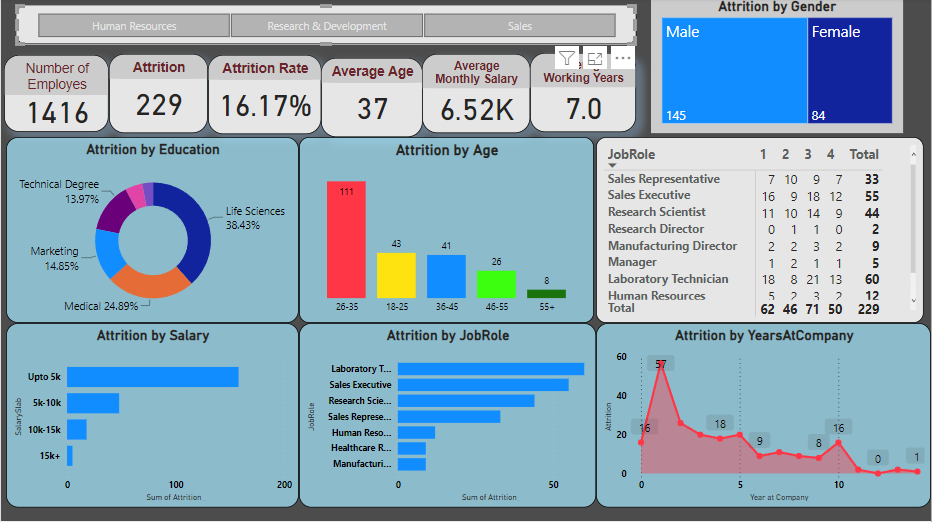 Human Resources
Research & Development
Sales
Attrition by Gender
Male
145
Female
84
Number of
Employes
1416
Attrition
229
Attrition Rate
16.17%
Average Age
37
Average
Monthly Salary
6.52K
Working Years
7.0
Attrition by Education
Technical Degree
13.97%
Life Sciences
38.43%
Marketing
14.85%
Medical 24.89%
Attrition by Age
111
43
41
26
8
26-35 18-25 36-45 46-55 55+
JobRole 1 2 3 4 Total
Sales Representative 7 10 9 7 33
Sales Executive 16 9 18 12 55
Research Scientist 11 10 14 9 44
Research Director 0 1 1 0 2
Manufacturing Director 2 2 3 2 9
Manager 1 2 1 1 5
Laboratory Technician 18 8 21 13 60
Human Resources 5 2 3 2 12
Total 62 46 71 50 229
Attrition by Salary
SalarySlab
Upto 5k
5k-10k
10k-15k
15k+
0 100 200
Sum of Attrition
Attrition by JobRole
JobRole
Laboratory T...
Sales Executive
Research Scie...
Sales Represe...
Human Reso...
Healthcare R...
Manufacturi...
0 50
Sum of Attrition
Attrition by YearsAtCompany
Attrition
60
40
20
0
16
57
18
9
8
16
0
1
0 5 10
Year at Company